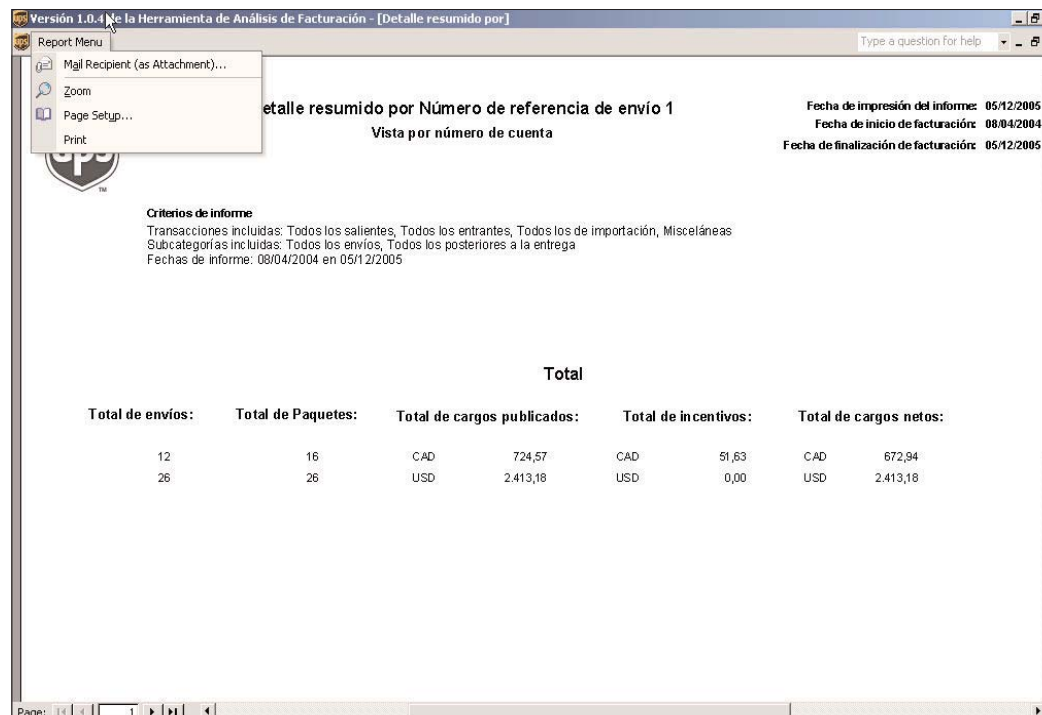 Versión 1.0.4 de la Herramienta de Análisis de Facturación - [Detalle resumido por]
Report Menu
Type a question for help
Mail Recipient (as Attachment)...
Zoom
Page Setup...
Print
etalle resumido por Número de referencia de envío 1
Vista por número de cuenta
Fecha de impresión del informe: 05/12/2005
Fecha de inicio de facturación: 08/04/2004
Fecha de finalización de facturación: 05/12/2005
ups
TM
Criterios de informe
Transacciones incluidas: Todos los salientes, Todos los entrantes, Todos los de importación, Misceláneas
Subcategorías incluidas: Todos los envíos, Todos los posteriores a la entrega
Fechas de informe: 08/04/2004 en 05/12/2005
Total
Total de envíos: Total de Paquetes: Total de cargos publicados: Total de incentivos: Total de cargos netos:
12 16 CAD 724,57 CAD 51,63 CAD 672,94
26 26 USD 2.413,18 USD 0,00 USD 2.413,18
Page: 1